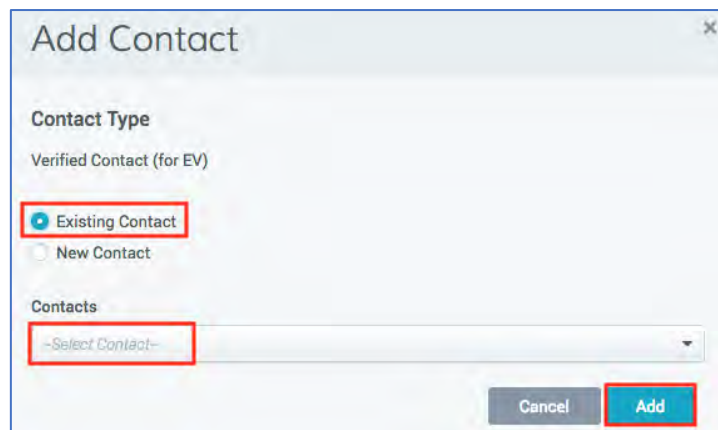 Add Contact
×
Contact Type
Verified Contact (for EV)
Existing Contact
New Contact
Contacts
--Select Contact--
Cancel Add